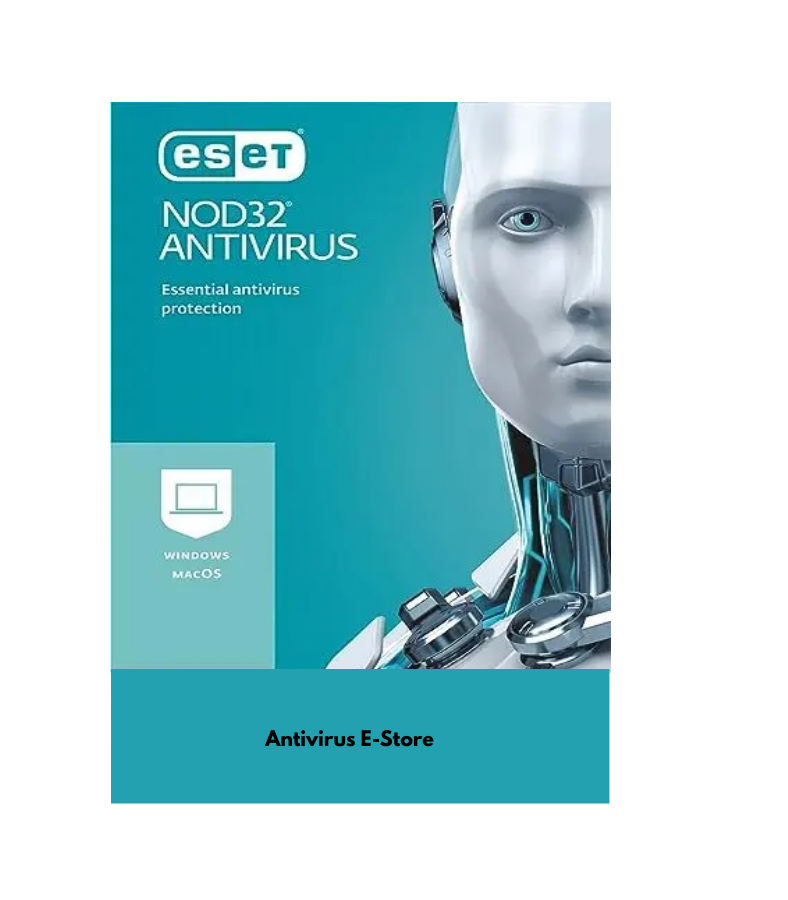 eseT®
NOD32®
ANTIVIRUS
Essential antivirus
protection
WINDOWS
MACOS
Antivirus E-Store